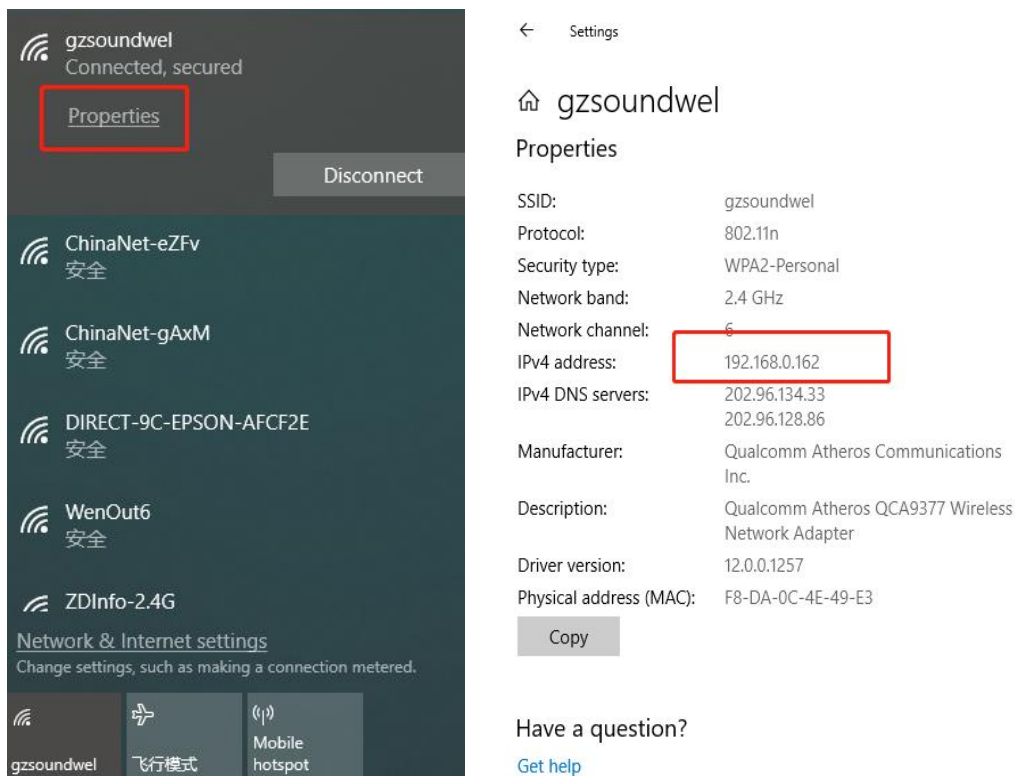 gzsoundwel
Connected, secured
Properties
Disconnect
ChinaNet-eZFv
安全
ChinaNet-gAxM
安全
DIRECT-9C-EPSON-AFCF2E
安全
WenOut6
安全
ZDInfo-2.4G
Network & Internet settings
Change settings, such as making a connection metered.
gzsoundwel
飞行模式
Mobile
hotspot
Settings
gzsoundwel
Properties
SSID: gzsoundwel
Protocol: 802.11n
Security type: WPA2-Personal
Network band: 2.4 GHz
Network channel: 6
IPv4 address: 192.168.0.162
IPv4 DNS servers: 202.96.134.33
202.96.128.86
Manufacturer: Qualcomm Atheros Communications
Inc.
Description: Qualcomm Atheros QCA9377 Wireless
Network Adapter
Driver version: 12.0.0.1257
Physical address (MAC): F8-DA-0C-4E-49-E3
Copy
Have a question?
Get help